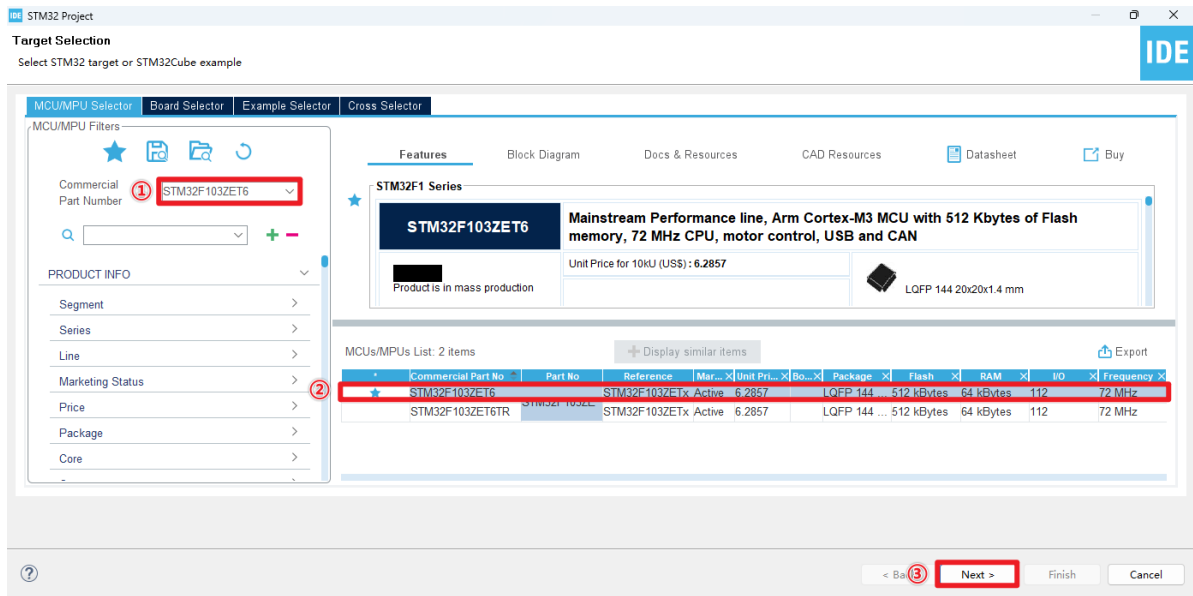 IDE STM32 Project
Target Selection
Select STM32 target or STM32Cube example
IDE
MCU/MPU Selector Board Selector Example Selector Cross Selector
MCU/MPU Filters
Features Block Diagram Docs & Resources CAD Resources Datasheet Buy
Commercial
Part Number
① STM32F103ZET6
STM32F1 Series
STM32F103ZET6
Mainstream Performance line, Arm Cortex-M3 MCU with 512 Kbytes of Flash
memory, 72 MHz CPU, motor control, USB and CAN
Unit Price for 10kU (US$) : 6.2857
Product is in mass production
LQFP 144 20x20x1.4 mm
PRODUCT INFO
Segment
Series
Line
Marketing Status
Price
Package
Core
MCUs/MPUs List: 2 items
+ Display similar items
Export
* Commercial Part No Part No Reference Mar... X Unit Pri... X Bo... X Package X Flash X RAM X I/O X Frequency X
②
STM32F103ZET6 STM32F103ZETx Active 6.2857 LQFP 144 ... 512 kBytes 64 kBytes 112 72 MHz
STM32F103ZE
STM32F103ZET6TR STM32F103ZETx Active 6.2857 LQFP 144 ... 512 kBytes 64 kBytes 112 72 MHz
?
< Ba ③ Next > Finish Cancel